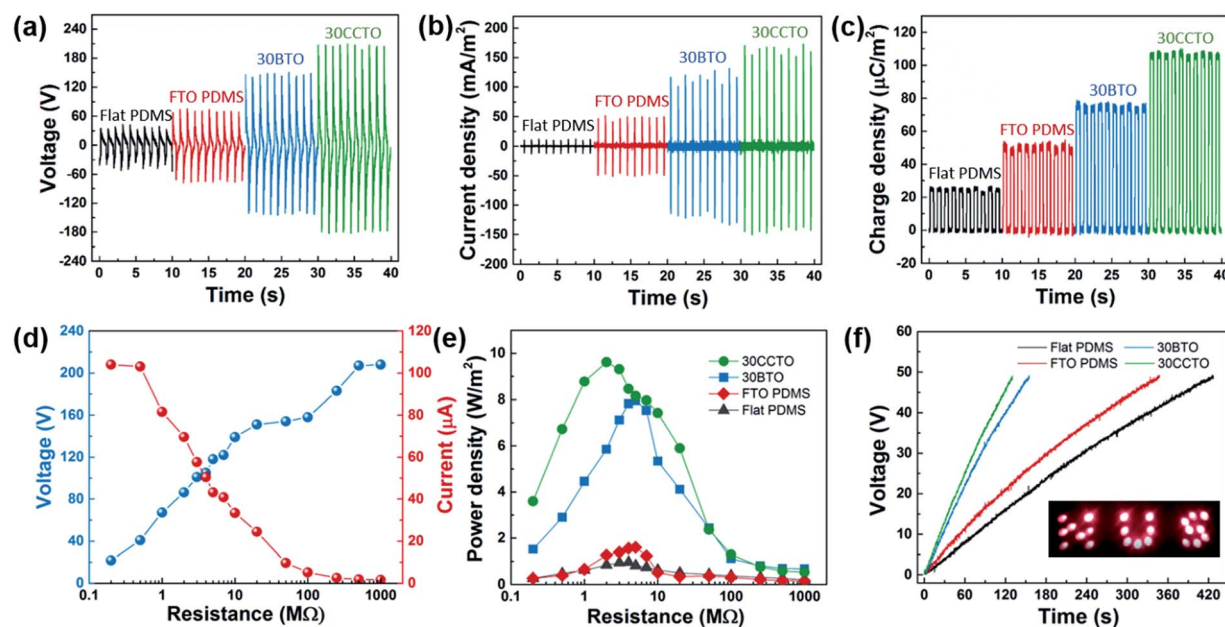 (a)
240
180
120
60
0
-60
-120
-180
-240
Voltage (V)
Flat PDMS
FTO PDMS
30BTO
30CCTO
0 5 10 15 20 25 30 35 40
Time (s)
(b)
200
150
100
50
0
-50
-100
-150
-200
Current density (mA/m²)
Flat PDMS
FTO PDMS
30BTO
30CCTO
0 5 10 15 20 25 30 35 40
Time (s)
(c)
120
100
80
60
40
20
0
-20
Charge density (μC/m²)
Flat PDMS
FTO PDMS
30BTO
30CCTO
0 5 10 15 20 25 30 35 40
Time (s)
(d)
240
200
160
120
80
40
0
Voltage (V)
120
100
80
60
40
20
0
Current (μA)
0.1 1 10 100 1000
Resistance (MΩ)
(e)
10
8
6
4
2
0
Power density (W/m²)
30CCTO
30BTO
FTO PDMS
Flat PDMS
0.1 1 10 100 1000
Resistance (MΩ)
(f)
60
50
40
30
20
10
0
Voltage (V)
Flat PDMS 30BTO
FTO PDMS 30CCTO
0 60 120 180 240 300 360 420
Time (s)